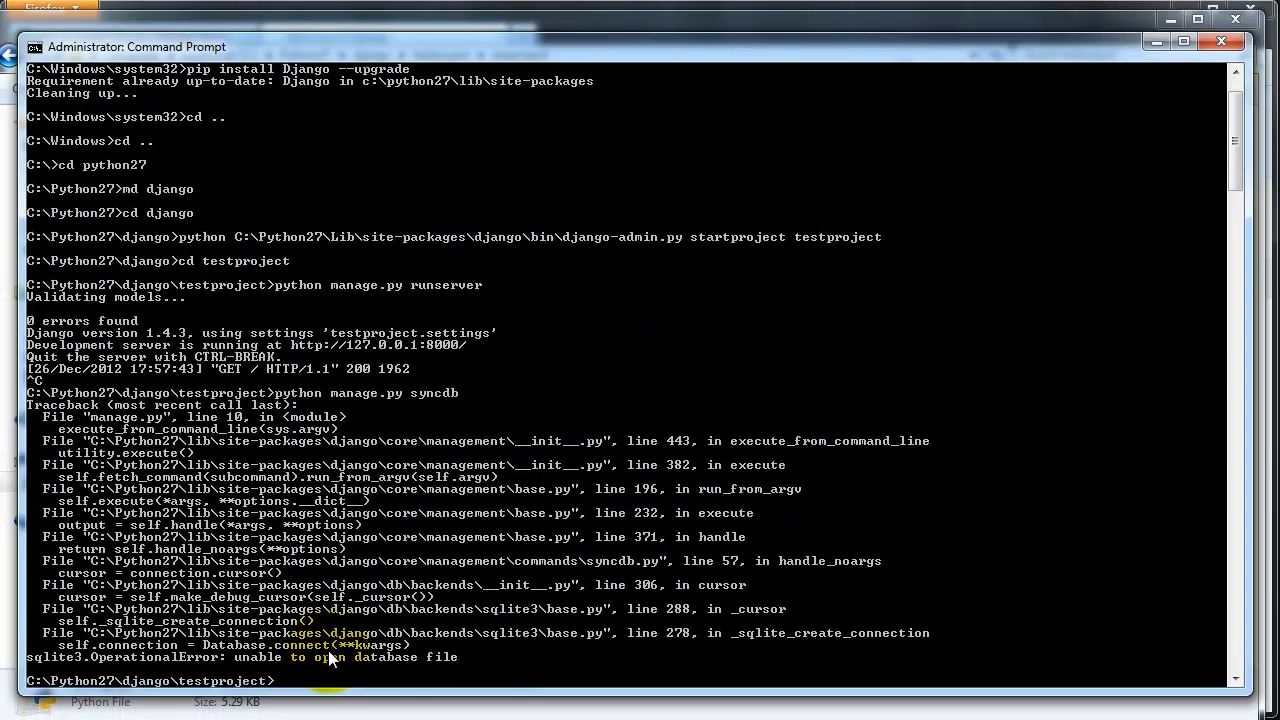 Firefox
Administrator: Command Prompt
C:\Windows\system32>pip install Django --upgrade
Requirement already up-to-date: Django in c:\python27\lib\site-packages
Cleaning up...
C:\Windows\system32>cd ..
C:\Windows>cd ..
C:\>cd python27
C:\Python27>md django
C:\Python27>cd django
C:\Python27\django>python C:\Python27\Lib\site-packages\django\bin\django-admin.py startproject testproject
C:\Python27\django>cd testproject
C:\Python27\django\testproject>python manage.py runserver
Validating models...
0 errors found
Django version 1.4.3, using settings 'testproject.settings'
Development server is running at http://127.0.0.1:8000/
Quit the server with CTRL-BREAK.
[26/Dec/2012 17:57:43] "GET / HTTP/1.1" 200 1962
^C
C:\Python27\django\testproject>python manage.py syncdb
Traceback (most recent call last):
File "manage.py", line 10, in <module>
execute_from_command_line(sys.argv)
File "C:\Python27\lib\site-packages\django\core\management\__init__.py", line 443, in execute_from_command_line
utility.execute()
File "C:\Python27\lib\site-packages\django\core\management\__init__.py", line 382, in execute
self.fetch_command(subcommand).run_from_argv(self.argv)
File "C:\Python27\lib\site-packages\django\core\management\base.py", line 196, in run_from_argv
self.execute(*args, **options.__dict__)
File "C:\Python27\lib\site-packages\django\core\management\base.py", line 232, in execute
output = self.handle(*args, **options)
File "C:\Python27\lib\site-packages\django\core\management\base.py", line 371, in handle
return self.handle_noargs(**options)
File "C:\Python27\lib\site-packages\django\core\management\commands\syncdb.py", line 57, in handle_noargs
cursor = connection.cursor()
File "C:\Python27\lib\site-packages\django\db\backends\__init__.py", line 306, in cursor
cursor = self.make_debug_cursor(self._cursor())
File "C:\Python27\lib\site-packages\django\db\backends\sqlite3\base.py", line 288, in _cursor
self._sqlite_create_connection()
File "C:\Python27\lib\site-packages\django\db\backends\sqlite3\base.py", line 278, in _sqlite_create_connection
self.connection = Database.connect(**kwargs)
sqlite3.OperationalError: unable to open database file
C:\Python27\django\testproject>
Python File Size: 5.29 KB